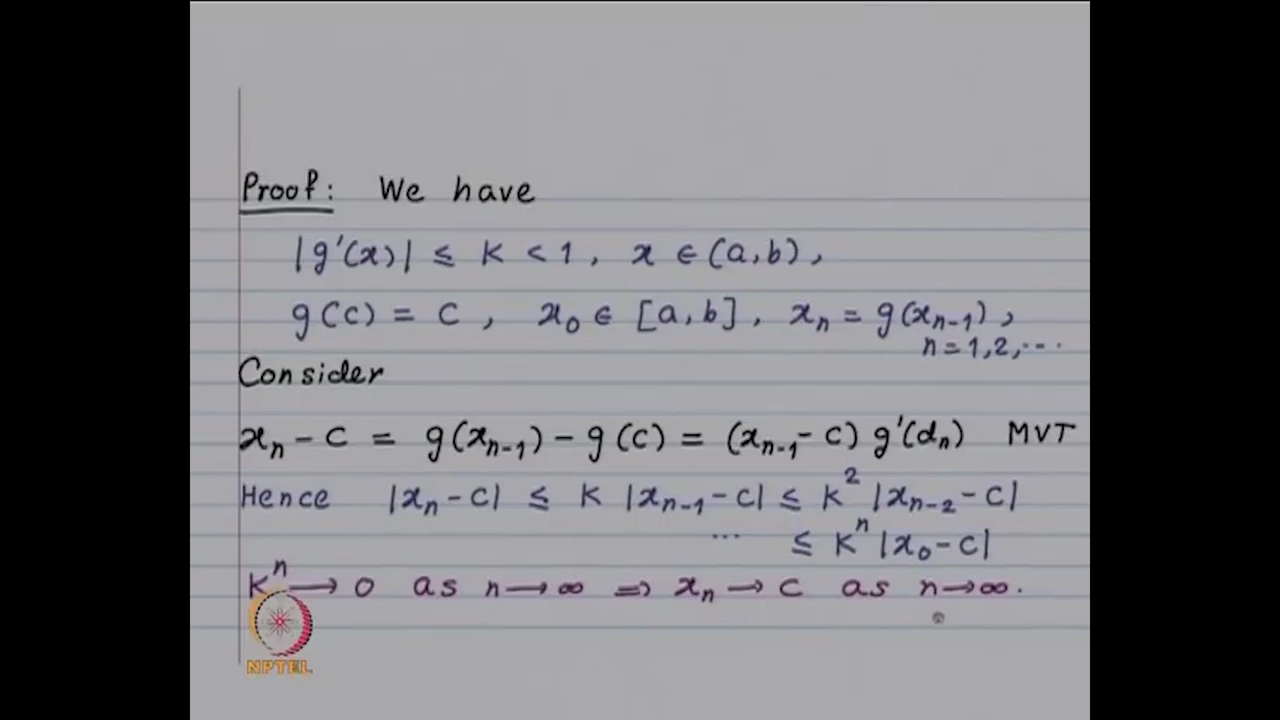 Proof: We have
|g'(x)| ≤ K < 1, x ∈ (a,b),
g(c) = c, x₀ ∈ [a,b], xₙ = g(xₙ₋₁),
n = 1,2,...
Consider
xₙ - c = g(xₙ₋₁) - g(c) = (xₙ₋₁ - c) g'(dₙ) MVT
Hence |xₙ - c| ≤ K |xₙ₋₁ - c| ≤ K² |xₙ₋₂ - c|
... ≤ Kⁿ |x₀ - c|
Kⁿ → 0 as n → ∞ ⇒ xₙ → c as n → ∞.
NPTEL